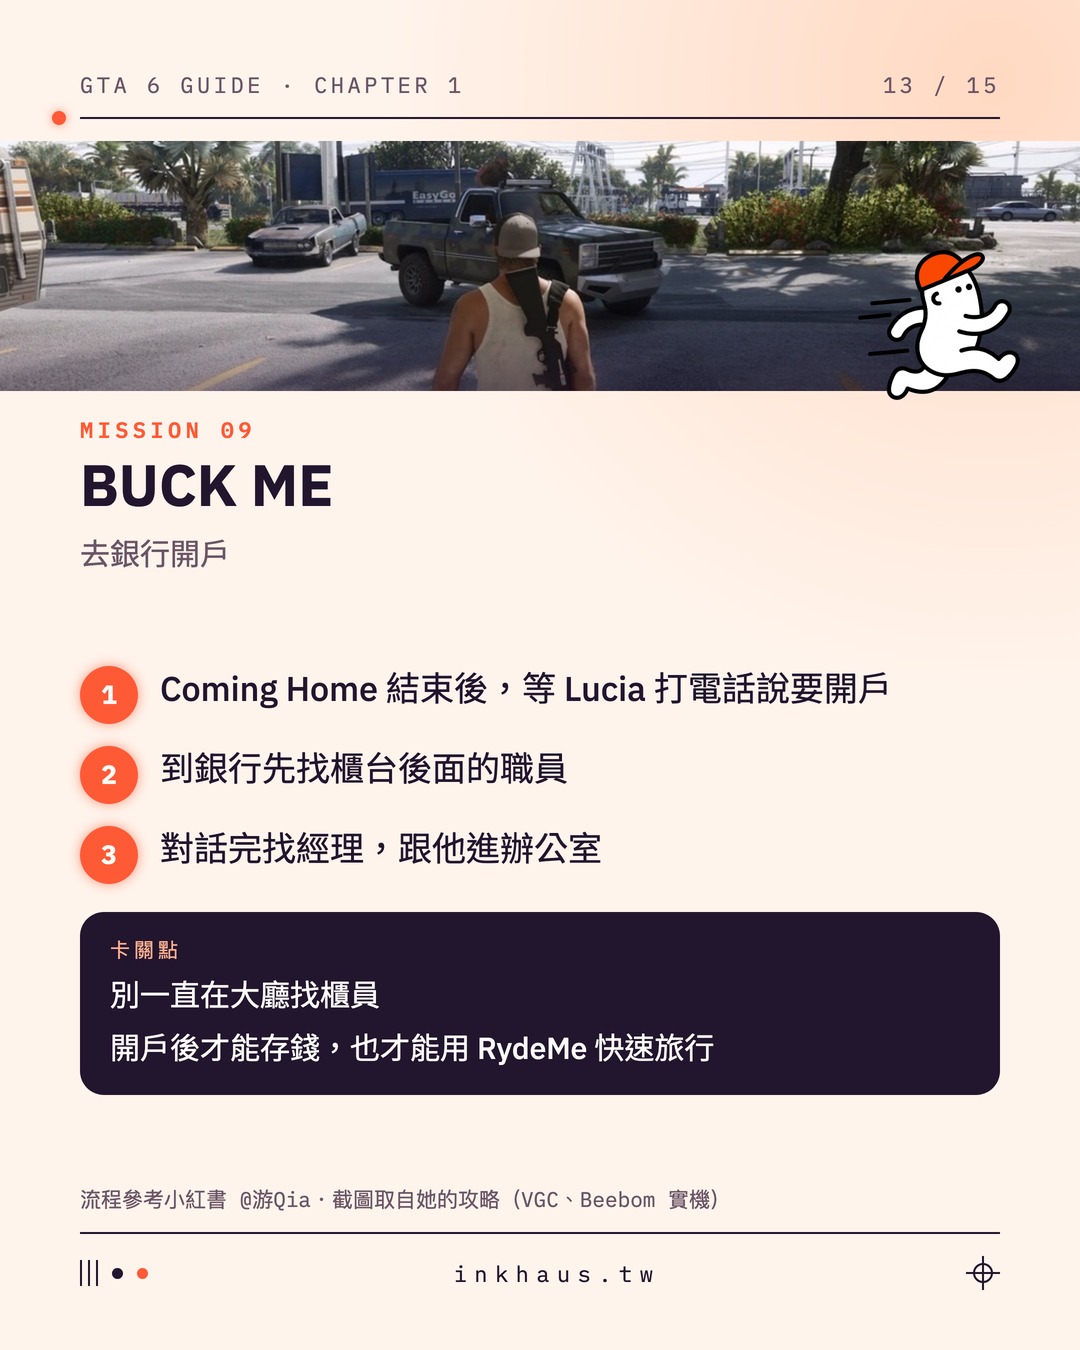 GTA 6 GUIDE · CHAPTER 1
13 / 15
EasyGo
MISSION 09
BUCK ME
去銀行開戶
1 Coming Home 結束後，等 Lucia 打電話說要開戶
2 到銀行先找櫃台後面的職員
3 對話完找經理，跟他進辦公室
卡關點
別一直在大廳找櫃員
開戶後才能存錢，也才能用 RydeMe 快速旅行
流程參考小紅書 @游Qia · 截圖取自她的攻略（VGC、Beebom 實機）
inkhaus.tw